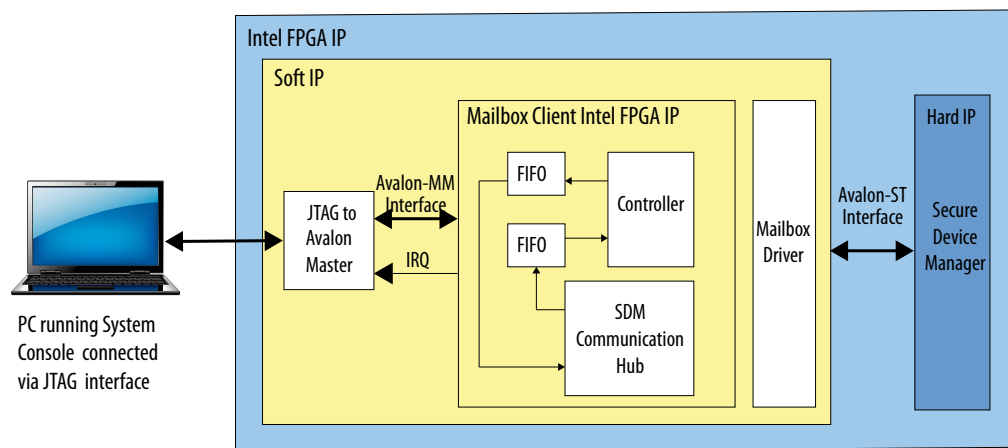 Intel FPGA IP
Soft IP
Mailbox Client Intel FPGA IP
Hard IP
FIFO
Controller
FIFO
SDM
Communication
Hub
Avalon-MM
Interface
IRQ
JTAG to
Avalon
Master
Mailbox
Driver
Avalon-ST
Interface
Secure
Device
Manager
PC running System
Console connected
via JTAG interface